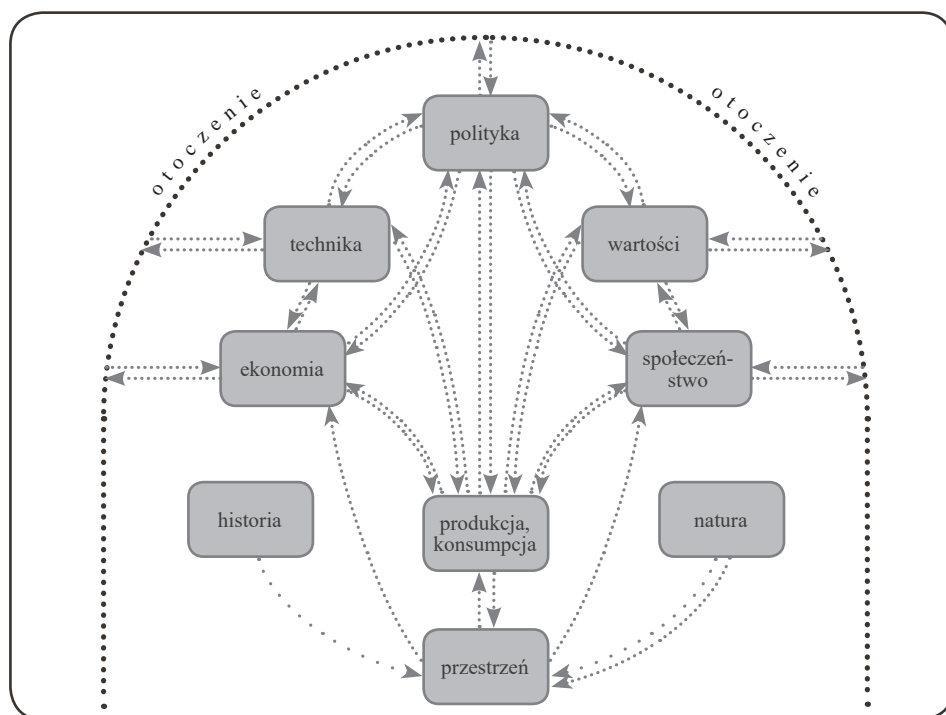 otoczenie
otoczenie
polityka
technika
wartości
ekonomia
społeczeń-
stwo
historia
produkcja,
konsumpcja
natura
przestrzeń